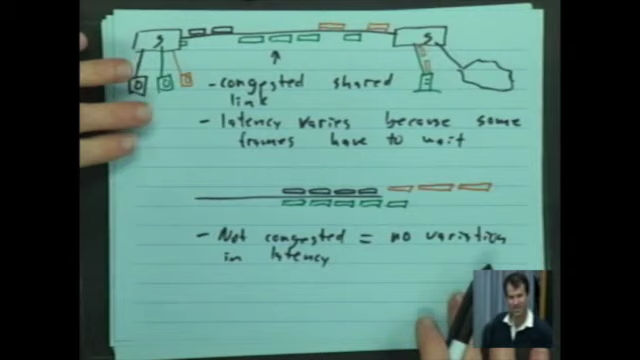 S
S
- congested shared
link
- latency varies because some
frames have to wait
- Not congested = no variation
in latency